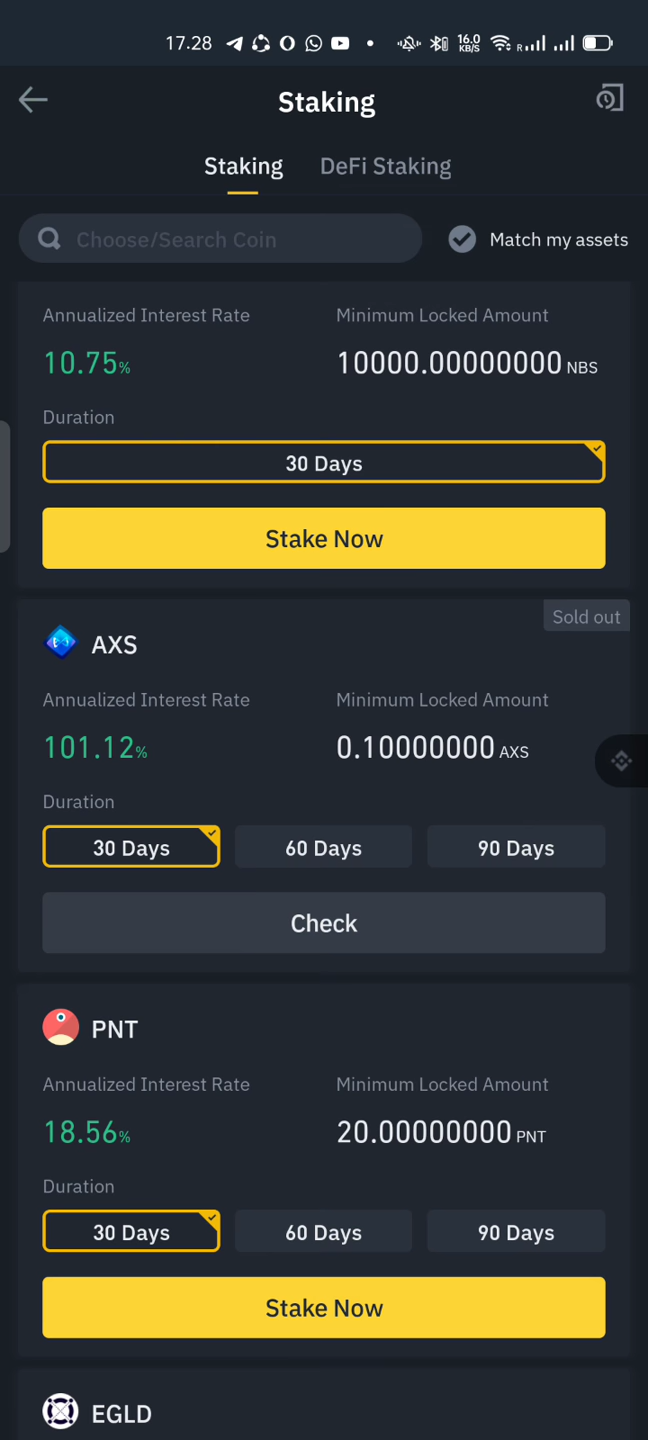 17.28 16.0 KB/S R
Staking
Staking DeFi Staking
Choose/Search Coin Match my assets
Annualized Interest Rate Minimum Locked Amount
10.75% 10000.00000000 NBS
Duration
30 Days
Stake Now
Sold out
AXS
Annualized Interest Rate Minimum Locked Amount
101.12% 0.10000000 AXS
Duration
30 Days 60 Days 90 Days
Check
PNT
Annualized Interest Rate Minimum Locked Amount
18.56% 20.00000000 PNT
Duration
30 Days 60 Days 90 Days
Stake Now
EGLD